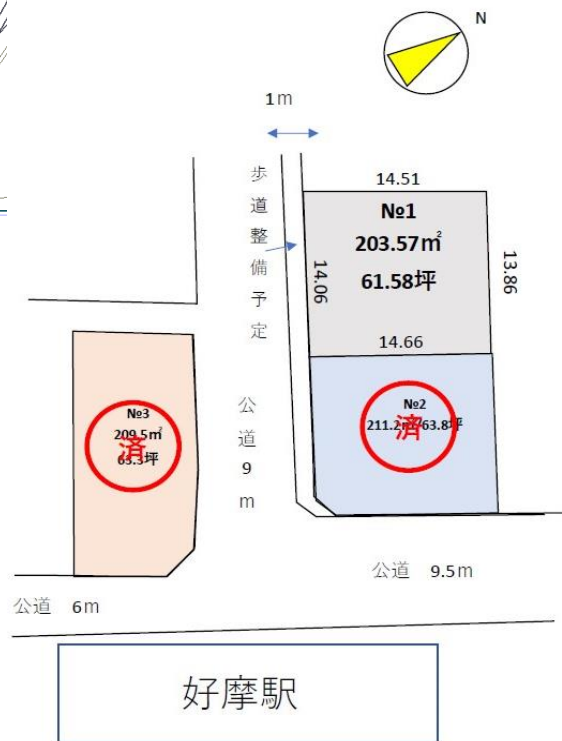 N
1m
歩道整備予定
14.51
№1
203.57㎡
61.58坪
14.06
13.86
14.66
№3
209.5㎡
63.3坪
済
公道9m
№2
211.2㎡ 63.8坪
済
公道 9.5m
公道 6m
好摩駅